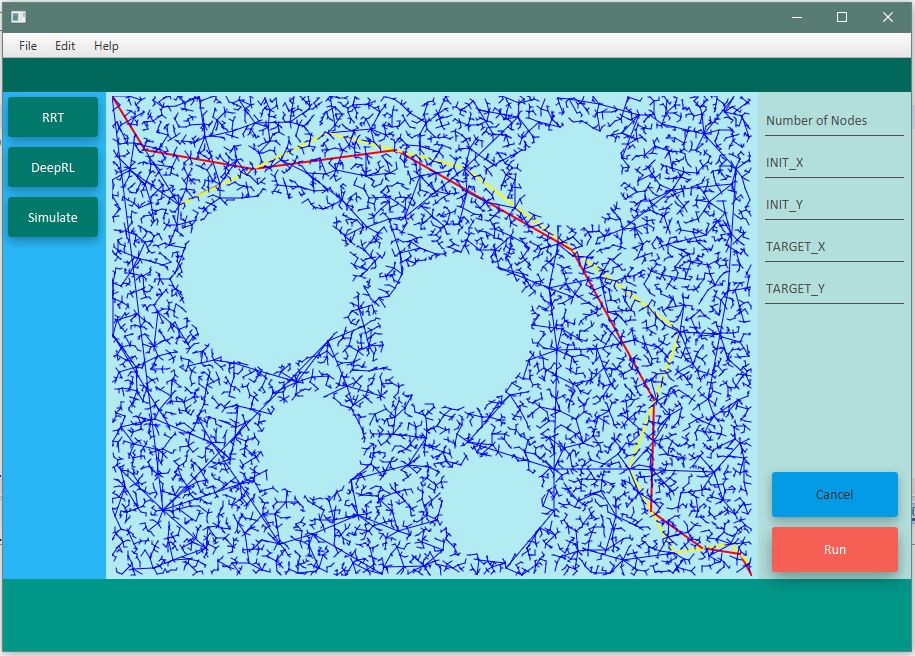 File Edit Help
RRT
DeepRL
Simulate
Number of Nodes
INIT_X
INIT_Y
TARGET_X
TARGET_Y
Cancel
Run